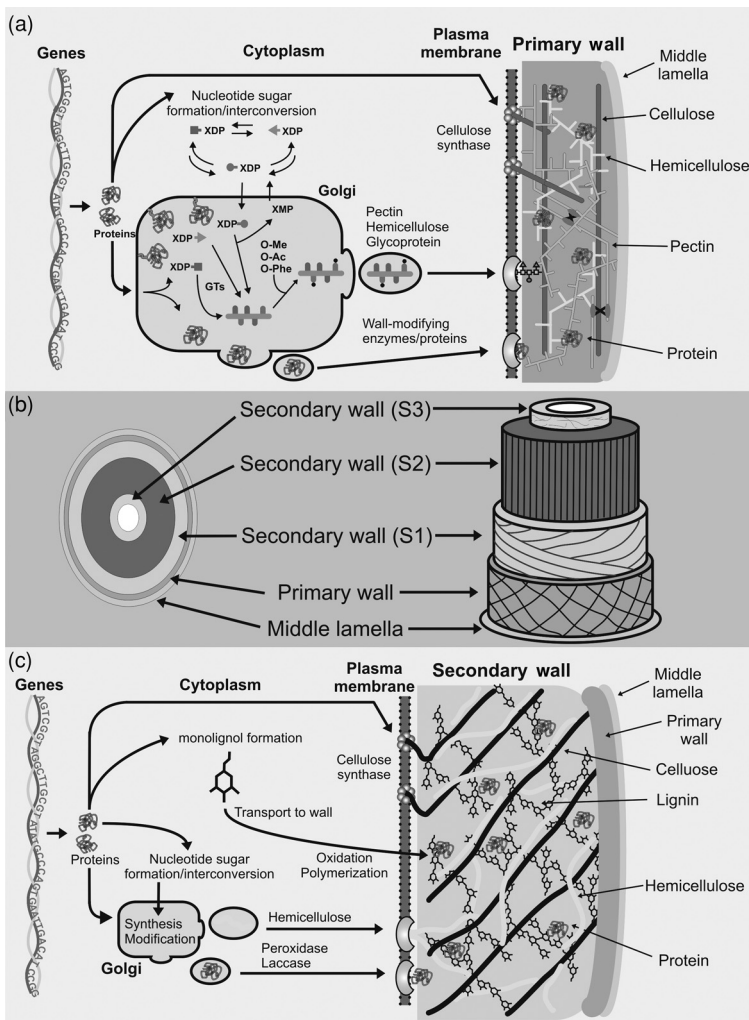 (a)
Genes
Cytoplasm
Plasma
membrane
Primary wall
Middle
lamella
Nucleotide sugar
formation/interconversion
XDP
XDP
XDP
Cellulose
synthase
Cellulose
Hemicellulose
Pectin
Protein
Proteins
Golgi
XDP
XMP
XDP
XDP
O-Me
O-Ac
O-Phe
GTs
Pectin
Hemicellulose
Glycoprotein
Wall-modifying
enzymes/proteins
(b)
Secondary wall (S3)
Secondary wall (S2)
Secondary wall (S1)
Primary wall
Middle lamella
(c)
Genes
Cytoplasm
Plasma
membrane
Secondary wall
Middle
lamella
Primary
wall
monolignol formation
Cellulose
synthase
Celluose
Lignin
Transport to wall
Oxidation
Polymerization
Proteins
Nucleotide sugar
formation/interconversion
Synthesis
Modification
Golgi
Hemicellulose
Peroxidase
Laccase
Hemicellulose
Protein